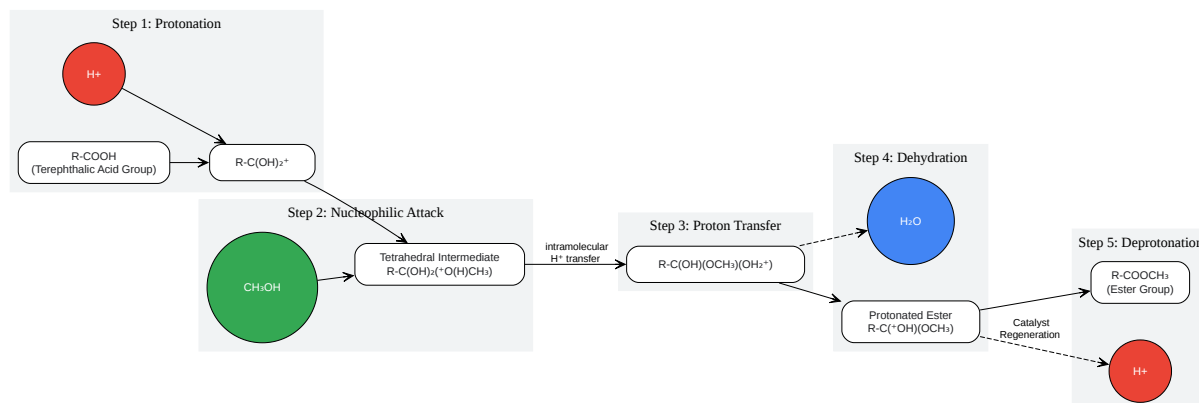 Step 1: Protonation
H+
R-COOH
(Terephthalic Acid Group)
R-C(OH)₂⁺
Step 2: Nucleophilic Attack
CH₃OH
Tetrahedral Intermediate
R-C(OH)₂(⁺O(H)CH₃)
intramolecular
H⁺ transfer
Step 3: Proton Transfer
R-C(OH)(OCH₃)(OH₂⁺)
Step 4: Dehydration
H₂O
Protonated Ester
R-C(⁺OH)(OCH₃)
Catalyst
Regeneration
Step 5: Deprotonation
R-COOCH₃
(Ester Group)
H+